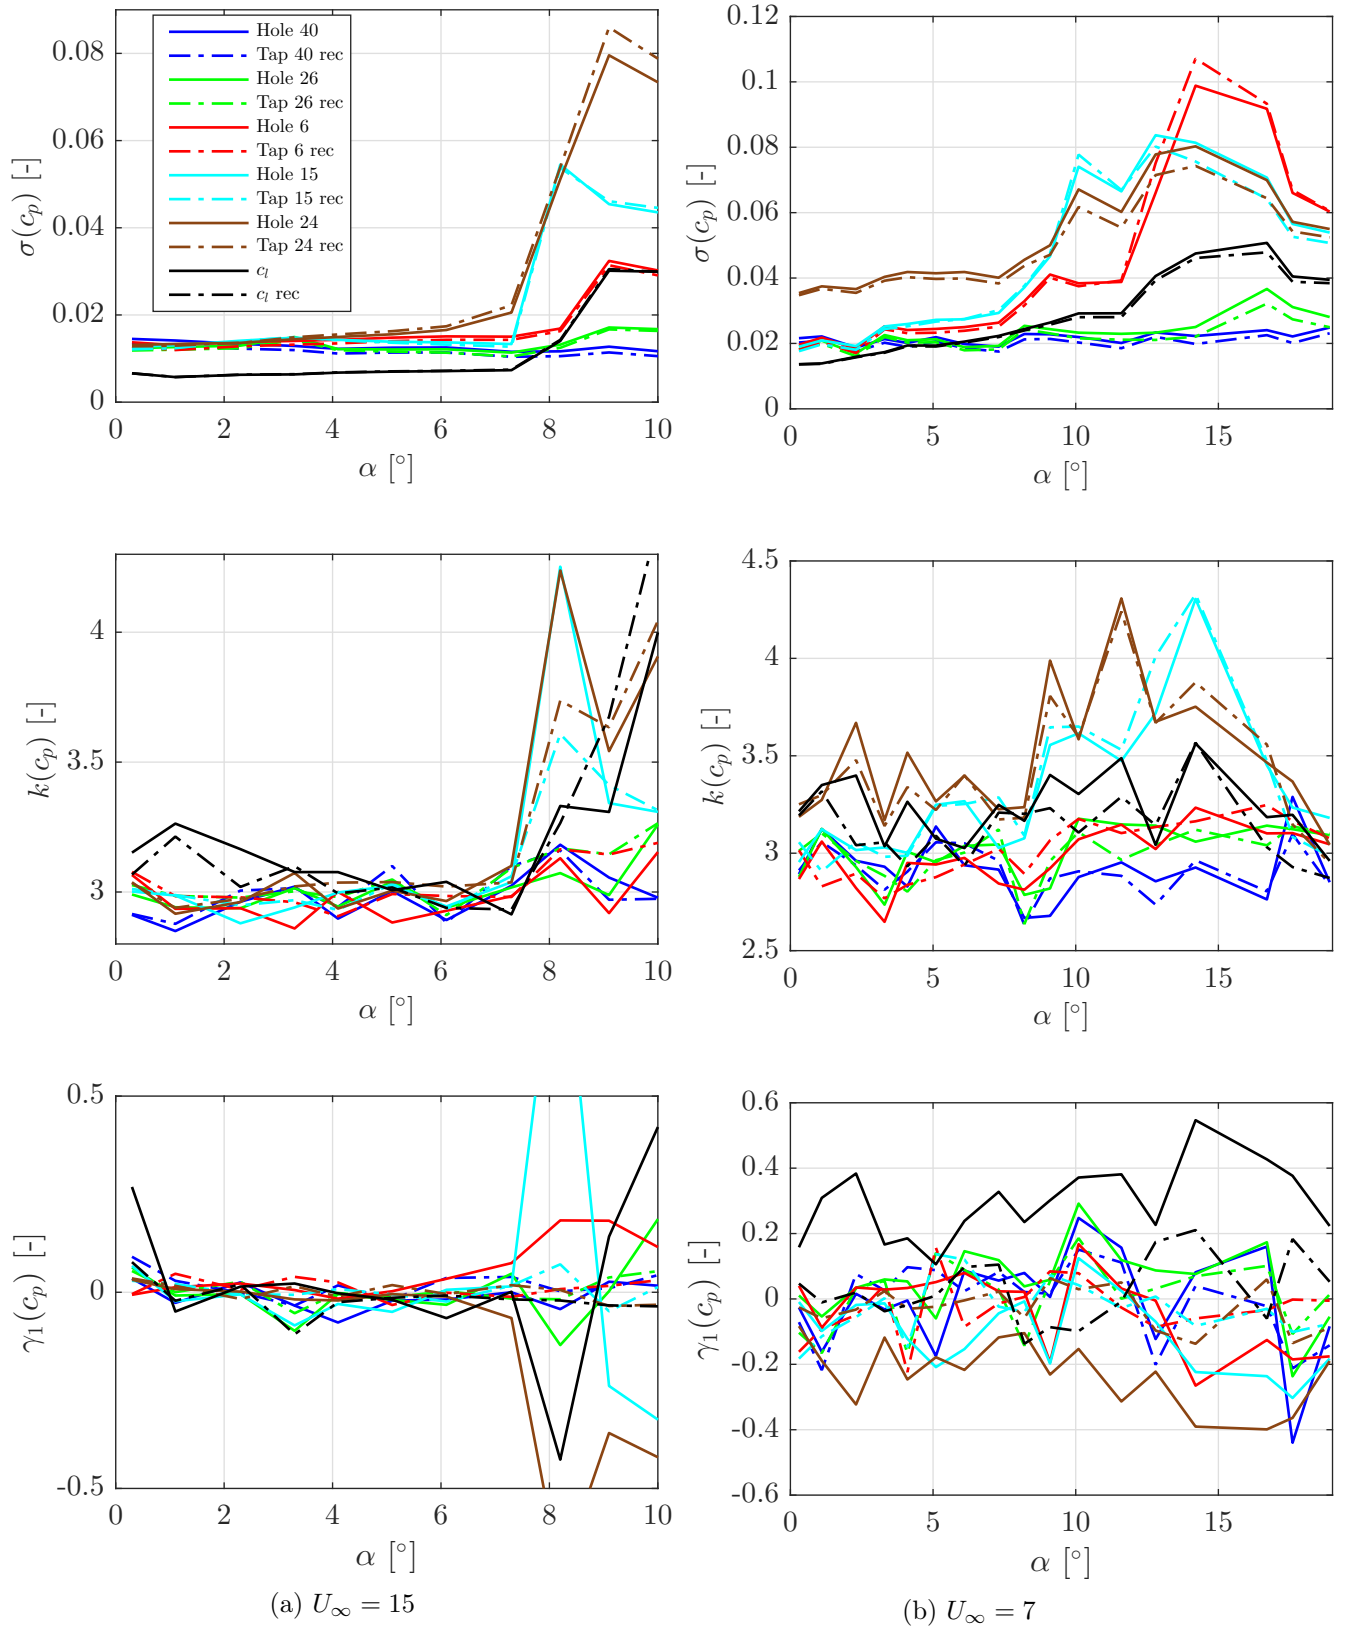 0.08
0.06
0.04
0.02
0
σ(c_p) [-]
0 2 4 6 8 10
α [°]
Hole 40
Tap 40 rec
Hole 26
Tap 26 rec
Hole 6
Tap 6 rec
Hole 15
Tap 15 rec
Hole 24
Tap 24 rec
c_l
c_l rec
0.12
0.1
0.08
0.06
0.04
0.02
0
σ(c_p) [-]
0 5 10 15
α [°]
4
3.5
3
k(c_p) [-]
0 2 4 6 8 10
α [°]
4.5
4
3.5
3
2.5
k(c_p) [-]
0 5 10 15
α [°]
0.5
0
-0.5
γ_1(c_p) [-]
0 2 4 6 8 10
α [°]
(a) U_∞ = 15
0.6
0.4
0.2
0
-0.2
-0.4
-0.6
γ_1(c_p) [-]
0 5 10 15
α [°]
(b) U_∞ = 7